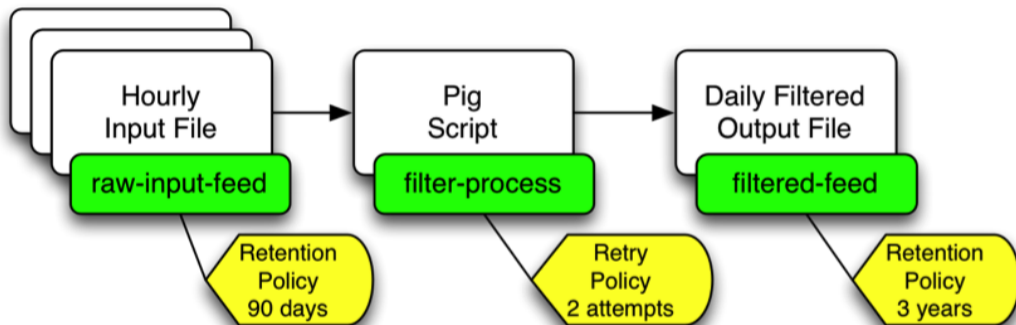 Hourly
Input File
raw-input-feed
Retention
Policy
90 days
Pig
Script
filter-process
Retry
Policy
2 attempts
Daily Filtered
Output File
filtered-feed
Retention
Policy
3 years